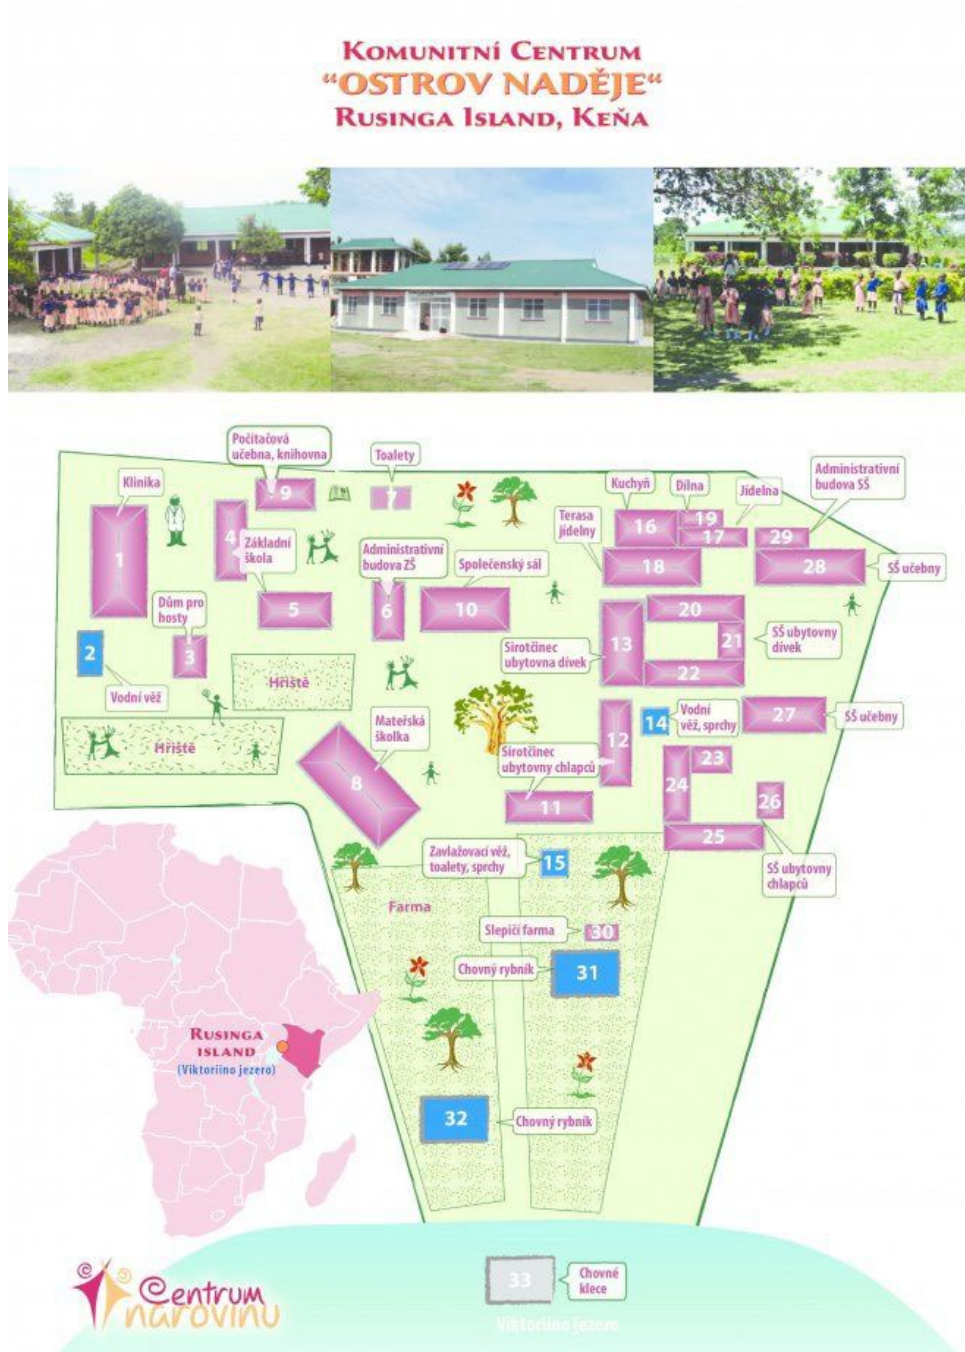 KOMUNITNÍ CENTRUM
“OSTROV NADĚJE“
RUSINGA ISLAND, KEŇA
Počítačová
učebna, knihovna
Toalety
Klinika
Kuchyň
Dílna
Jídelna
Administrativní
budova SŠ
Terasa
jídelny
Základní
škola
Administrativní
budova ZŠ
Společenský sál
SŠ učebny
Dům pro
hosty
Sirotčinec
ubytovna dívek
SŠ ubytovny
dívek
Vodní věž
Hřiště
Hřiště
Mateřská
školka
Vodní
věž, sprchy
SŠ učebny
Sirotčinec
ubytovny chlapců
SŠ ubytovny
chlapců
Zavlažovací věž,
toalety, sprchy
Farma
Slepičí farma
Chovný rybník
Chovný rybník
1
2
3
4
5
6
7
8
9
10
11
12
13
14
15
16
17
18
19
20
21
22
23
24
25
26
27
28
29
30
31
32
33
RUSINGA
ISLAND
(Viktoriino jezero)
Chovné
klece
Viktoriino jezero
Centrum
narovinu